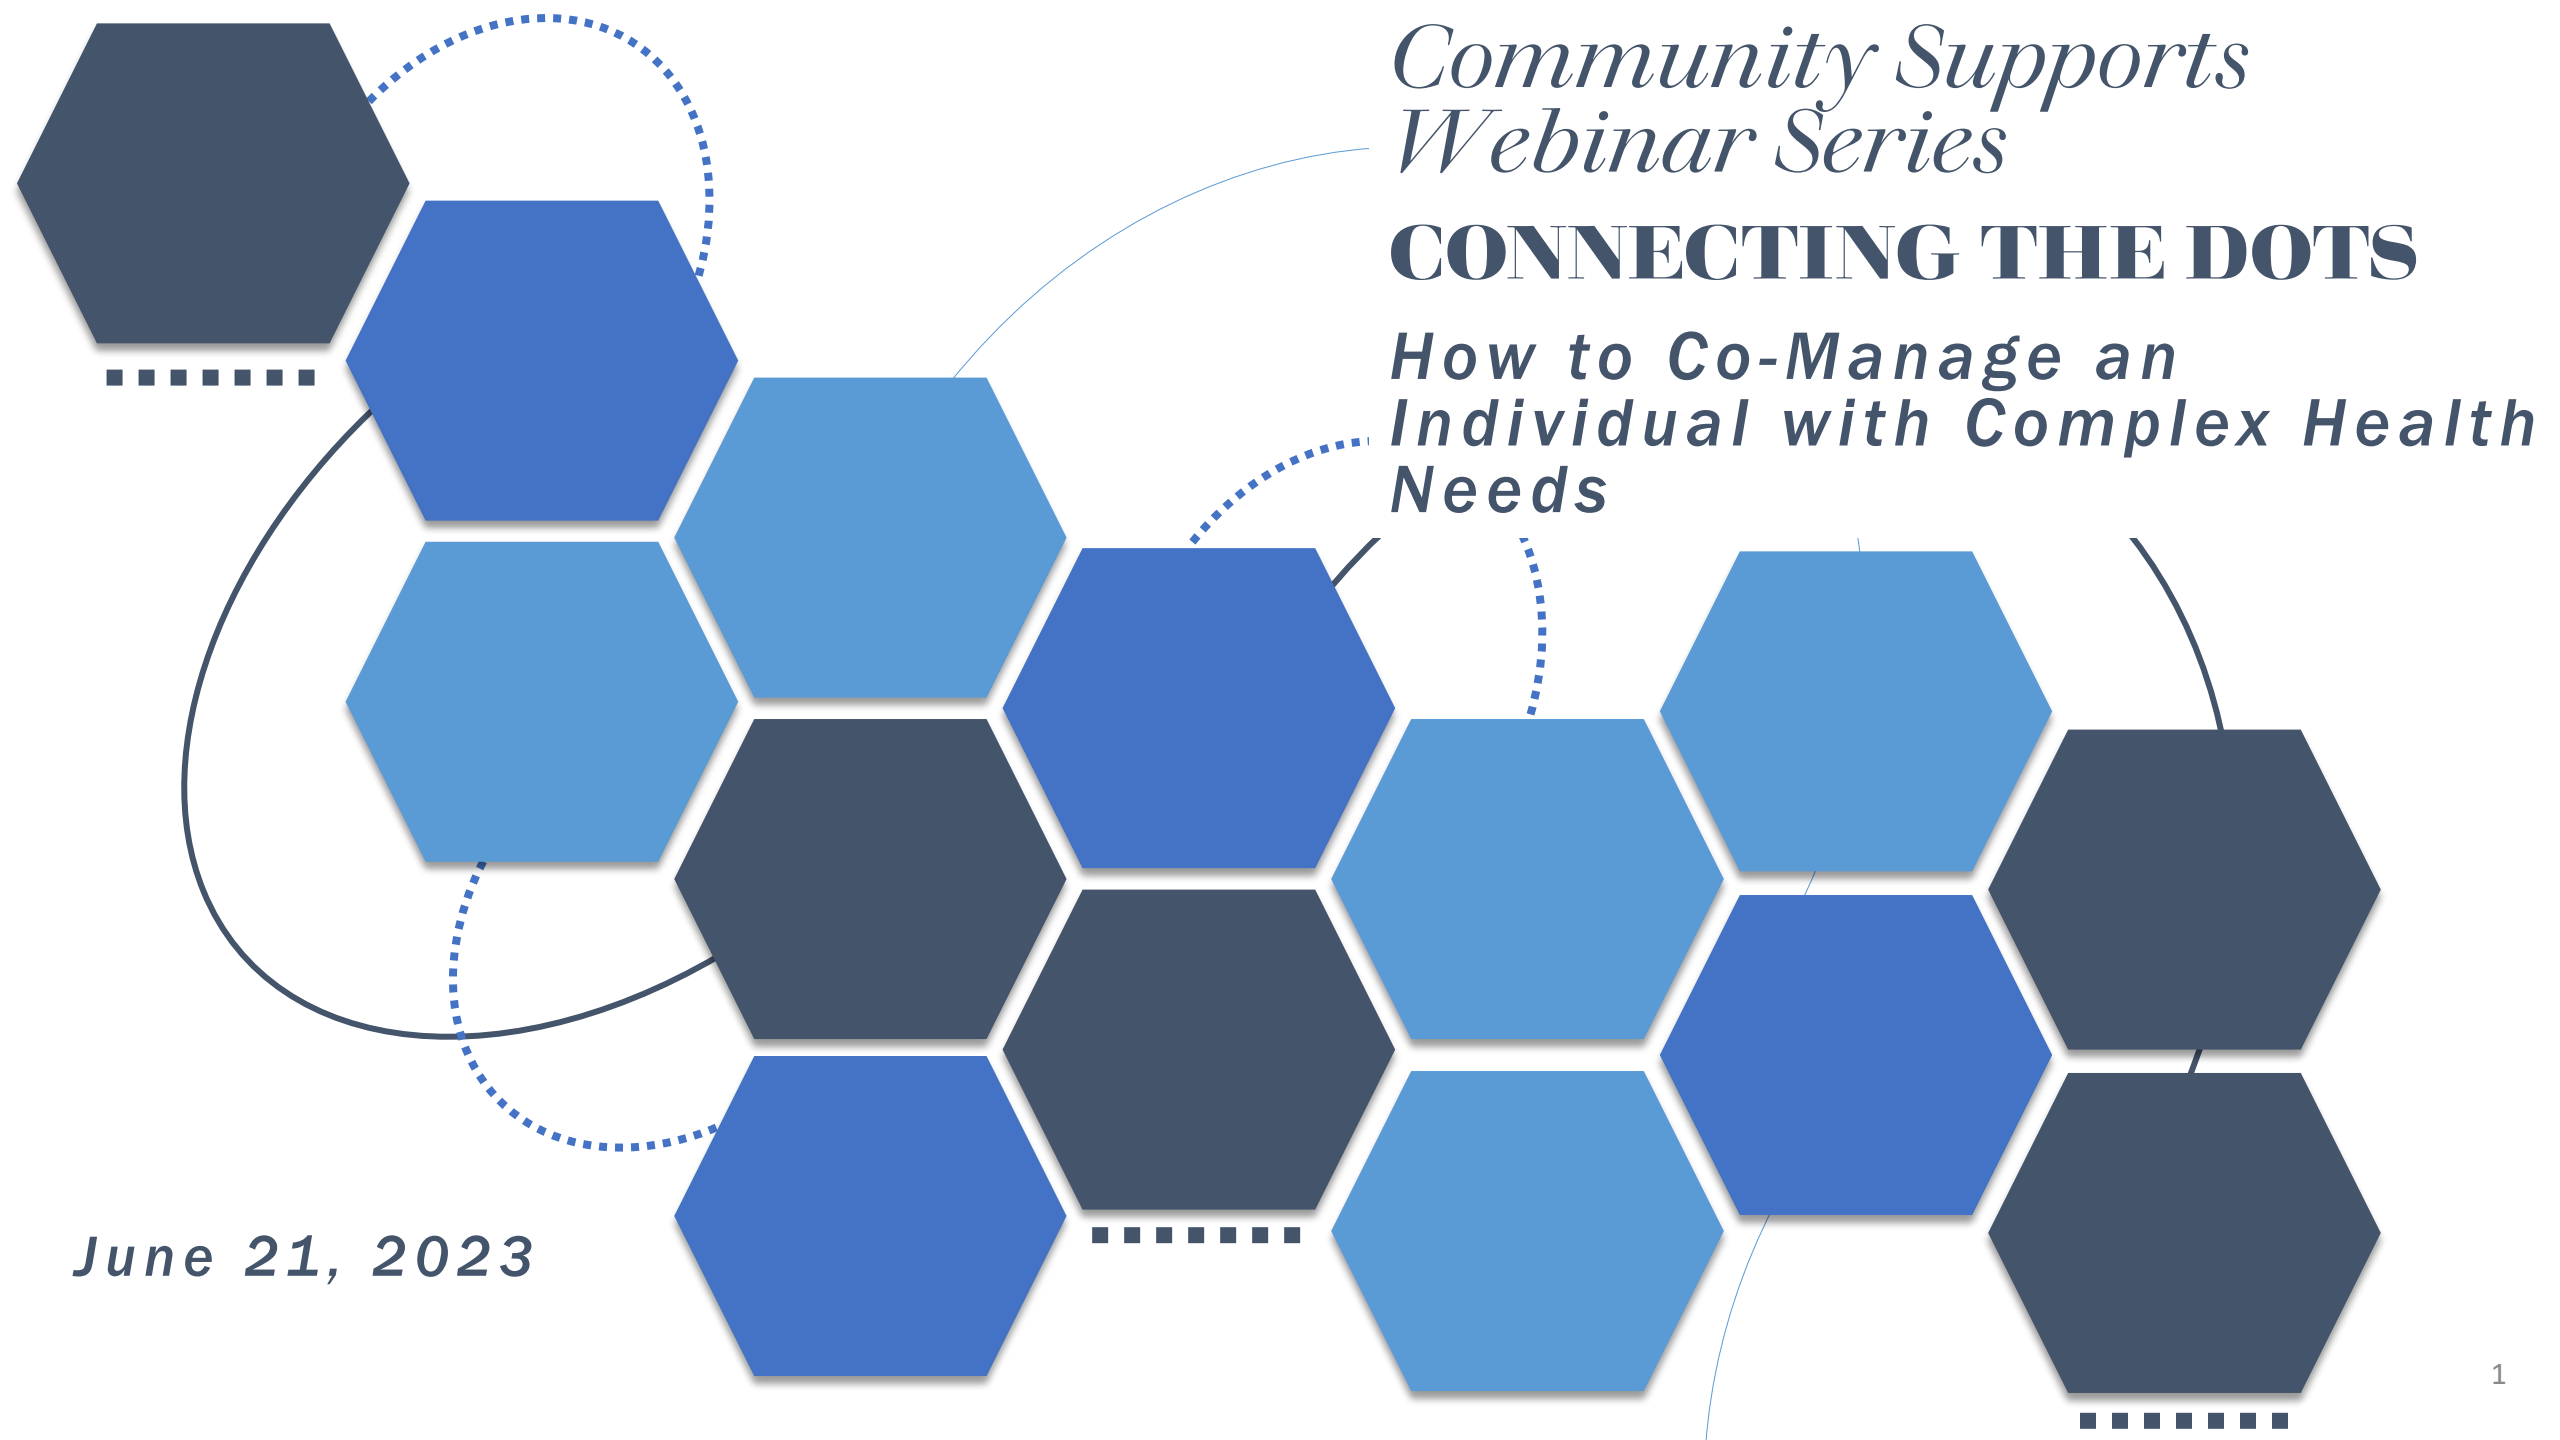 Community Supports
Webinar Series
CONNECTING THE DOTS
How to Co-Manage an
Individual with Complex Health
Needs
June 21, 2023
1